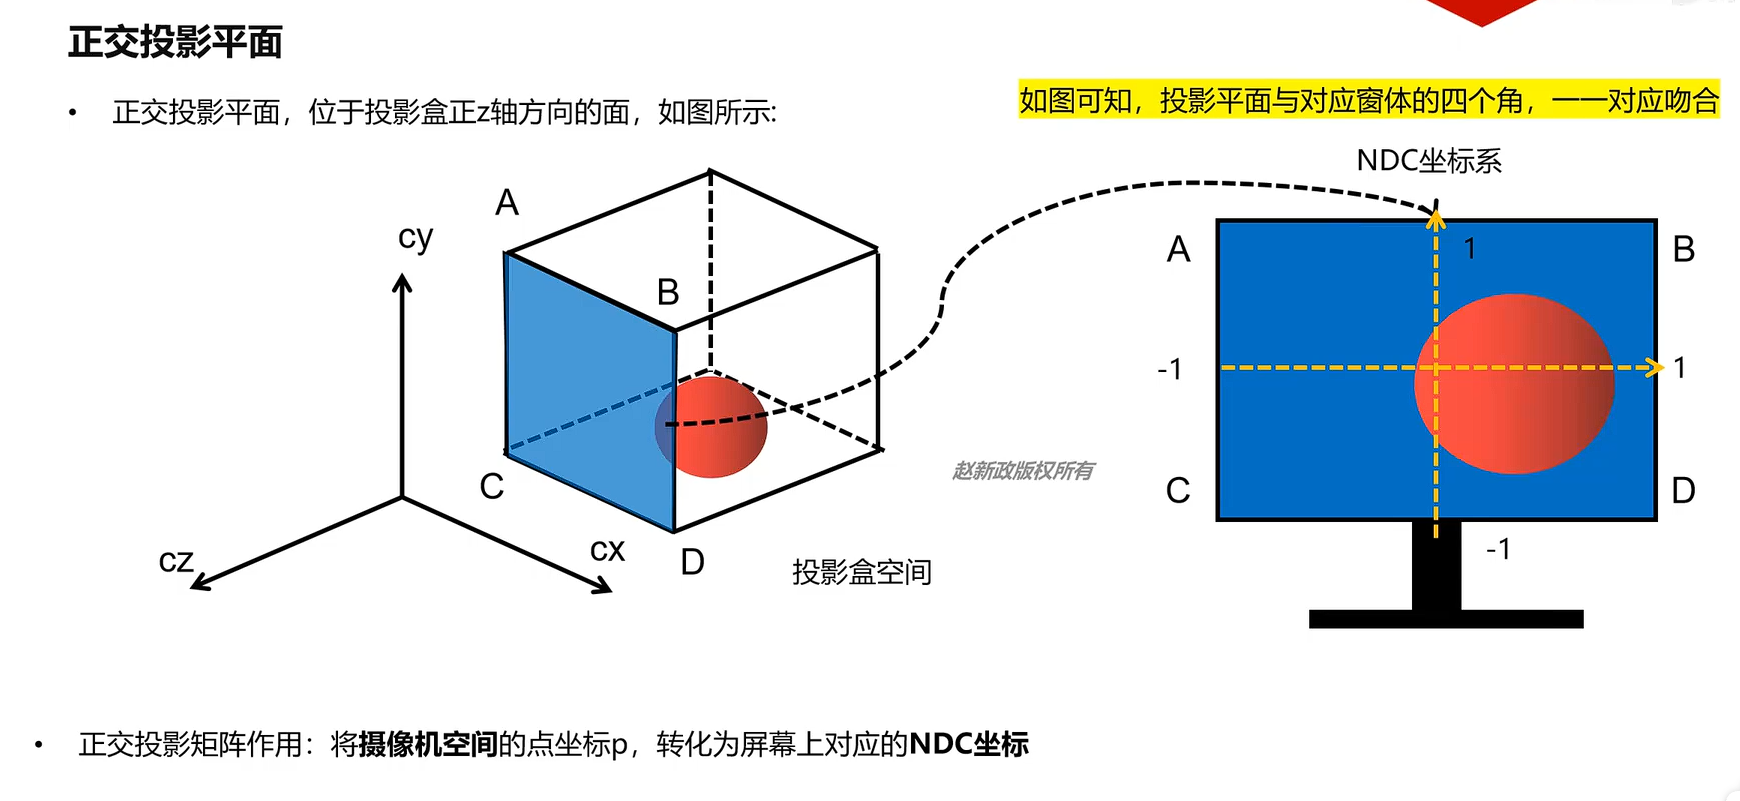 正交投影平面
• 正交投影平面，位于投影盒正z轴方向的面，如图所示:
如图可知，投影平面与对应窗体的四个角，一一对应吻合
NDC坐标系
A
cy
B
C
cz
cx
D
投影盒空间
赵新政版权所有
A
1
B
-1
1
C
D
-1
• 正交投影矩阵作用：将摄像机空间的点坐标p，转化为屏幕上对应的NDC坐标